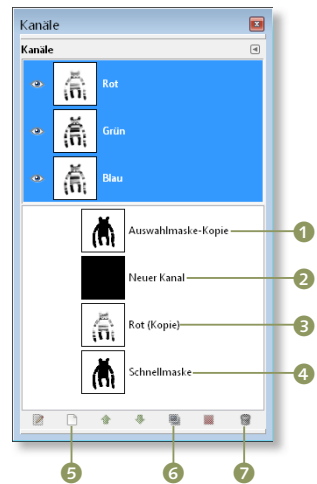 Kanäle
Kanäle
Rot
Grün
Blau
Auswahlmaske-Kopie 1
Neuer Kanal 2
Rot (Kopie) 3
Schnellmaske 4
5 6 7